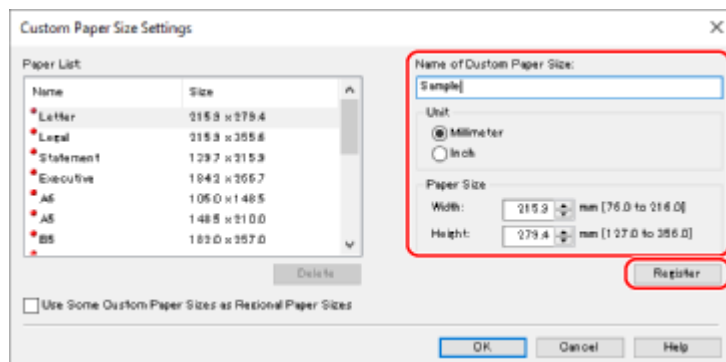 Custom Paper Size Settings
Paper List:
Name Size
Letter 215.9 x 279.4
Legal 215.9 x 355.6
Statement 139.7 x 215.9
Executive 184.2 x 266.7
A6 105.0 x 148.5
A5 148.5 x 210.0
B5 182.0 x 257.0
Delete
Use Some Custom Paper Sizes as Regional Paper Sizes
Name of Custom Paper Size:
Sample
Unit
Millimeter
Inch
Paper Size
Width: 215.9 mm [76.0 to 216.0]
Height: 279.4 mm [127.0 to 356.0]
Register
OK Cancel Help